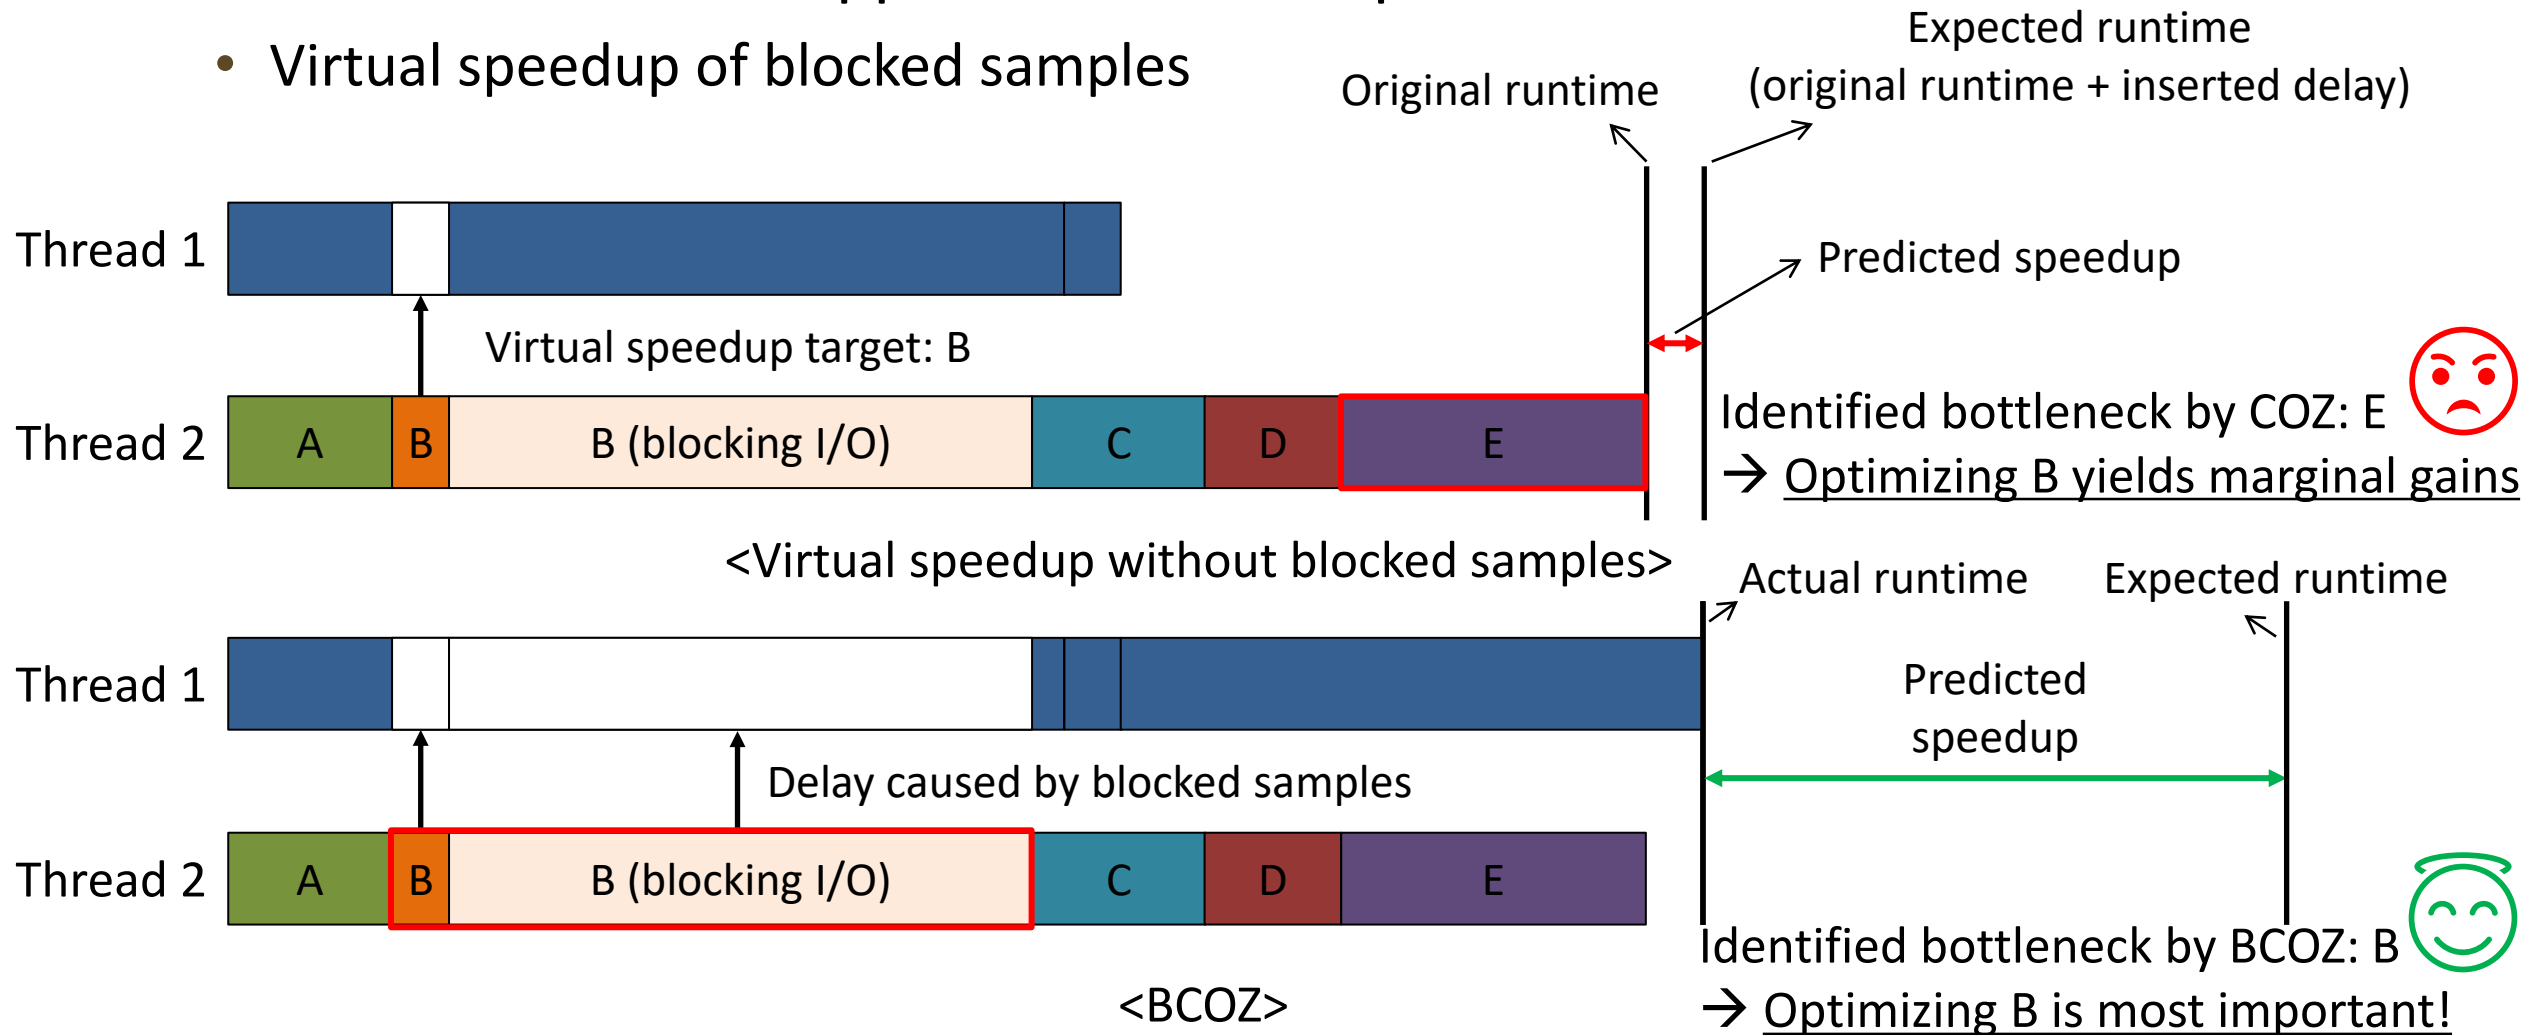 • Virtual speedup of blocked samples
Original runtime
Expected runtime
(original runtime + inserted delay)
Thread 1
Predicted speedup
Virtual speedup target: B
Thread 2
A
B
B (blocking I/O)
C
D
E
Identified bottleneck by COZ: E
→ Optimizing B yields marginal gains
<Virtual speedup without blocked samples>
Actual runtime
Expected runtime
Thread 1
Predicted
speedup
Delay caused by blocked samples
Thread 2
A
B
B (blocking I/O)
C
D
E
Identified bottleneck by BCOZ: B
→ Optimizing B is most important!
<BCOZ>